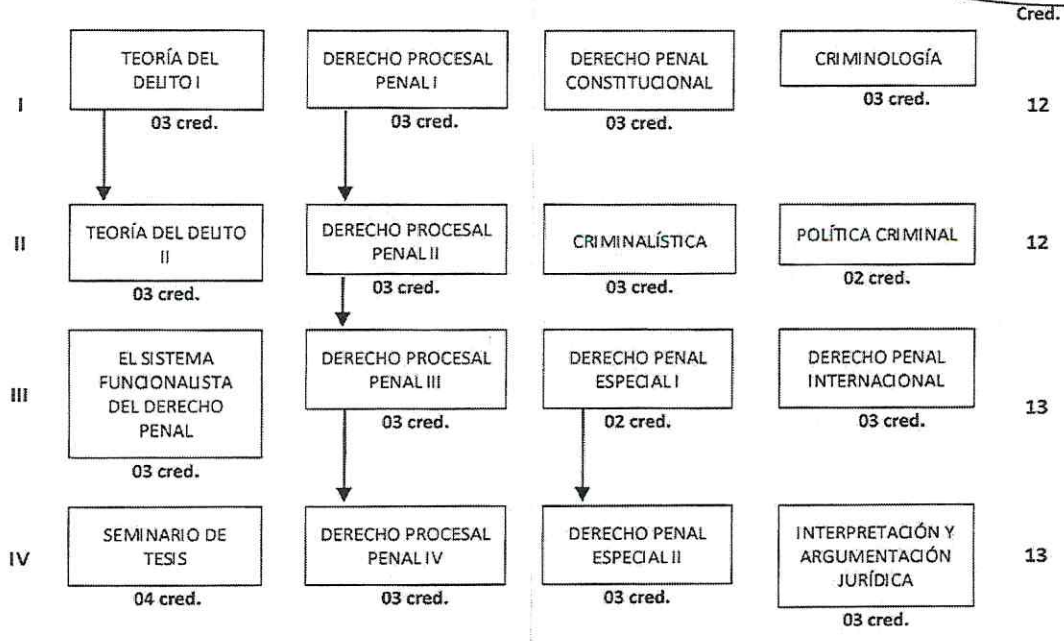 Cred.
TEORÍA DEL
DELITO I
03 cred.
DERECHO PROCESAL
PENAL I
03 cred.
DERECHO PENAL
CONSTITUCIONAL
03 cred.
CRIMINOLOGÍA
03 cred.
I
12
TEORÍA DEL DELITO
II
03 cred.
DERECHO PROCESAL
PENAL II
03 cred.
CRIMINALÍSTICA
03 cred.
POLÍTICA CRIMINAL
02 cred.
II
12
EL SISTEMA
FUNCIONALISTA
DEL DERECHO
PENAL
03 cred.
DERECHO PROCESAL
PENAL III
03 cred.
DERECHO PENAL
ESPECIAL I
02 cred.
DERECHO PENAL
INTERNACIONAL
03 cred.
III
13
SEMINARIO DE
TESIS
04 cred.
DERECHO PROCESAL
PENAL IV
03 cred.
DERECHO PENAL
ESPECIAL II
03 cred.
INTERPRETACIÓN Y
ARGUMENTACIÓN
JURÍDICA
03 cred.
IV
13